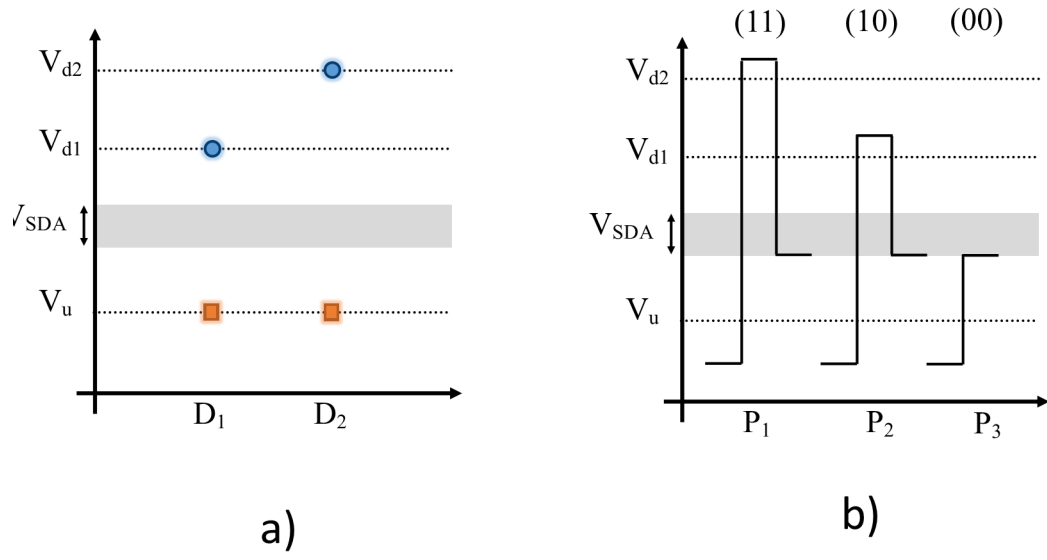 V_d2
V_d1
V_SDA
V_u
D_1
D_2
a)
(11) (10) (00)
V_d2
V_d1
V_SDA
V_u
P_1
P_2
P_3
b)